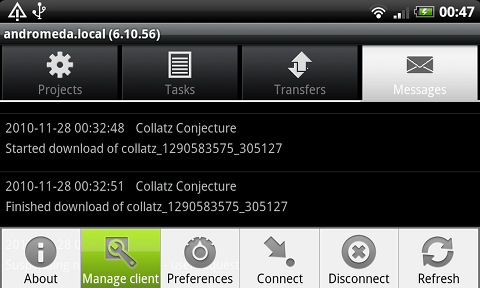 00:47
andromeda.local (6.10.56)
Projects Tasks Transfers Messages
2010-11-28 00:32:48 Collatz Conjecture
Started download of collatz_1290583575_305127
2010-11-28 00:32:51 Collatz Conjecture
Finished download of collatz_1290583575_305127
About Manage client Preferences Connect Disconnect Refresh